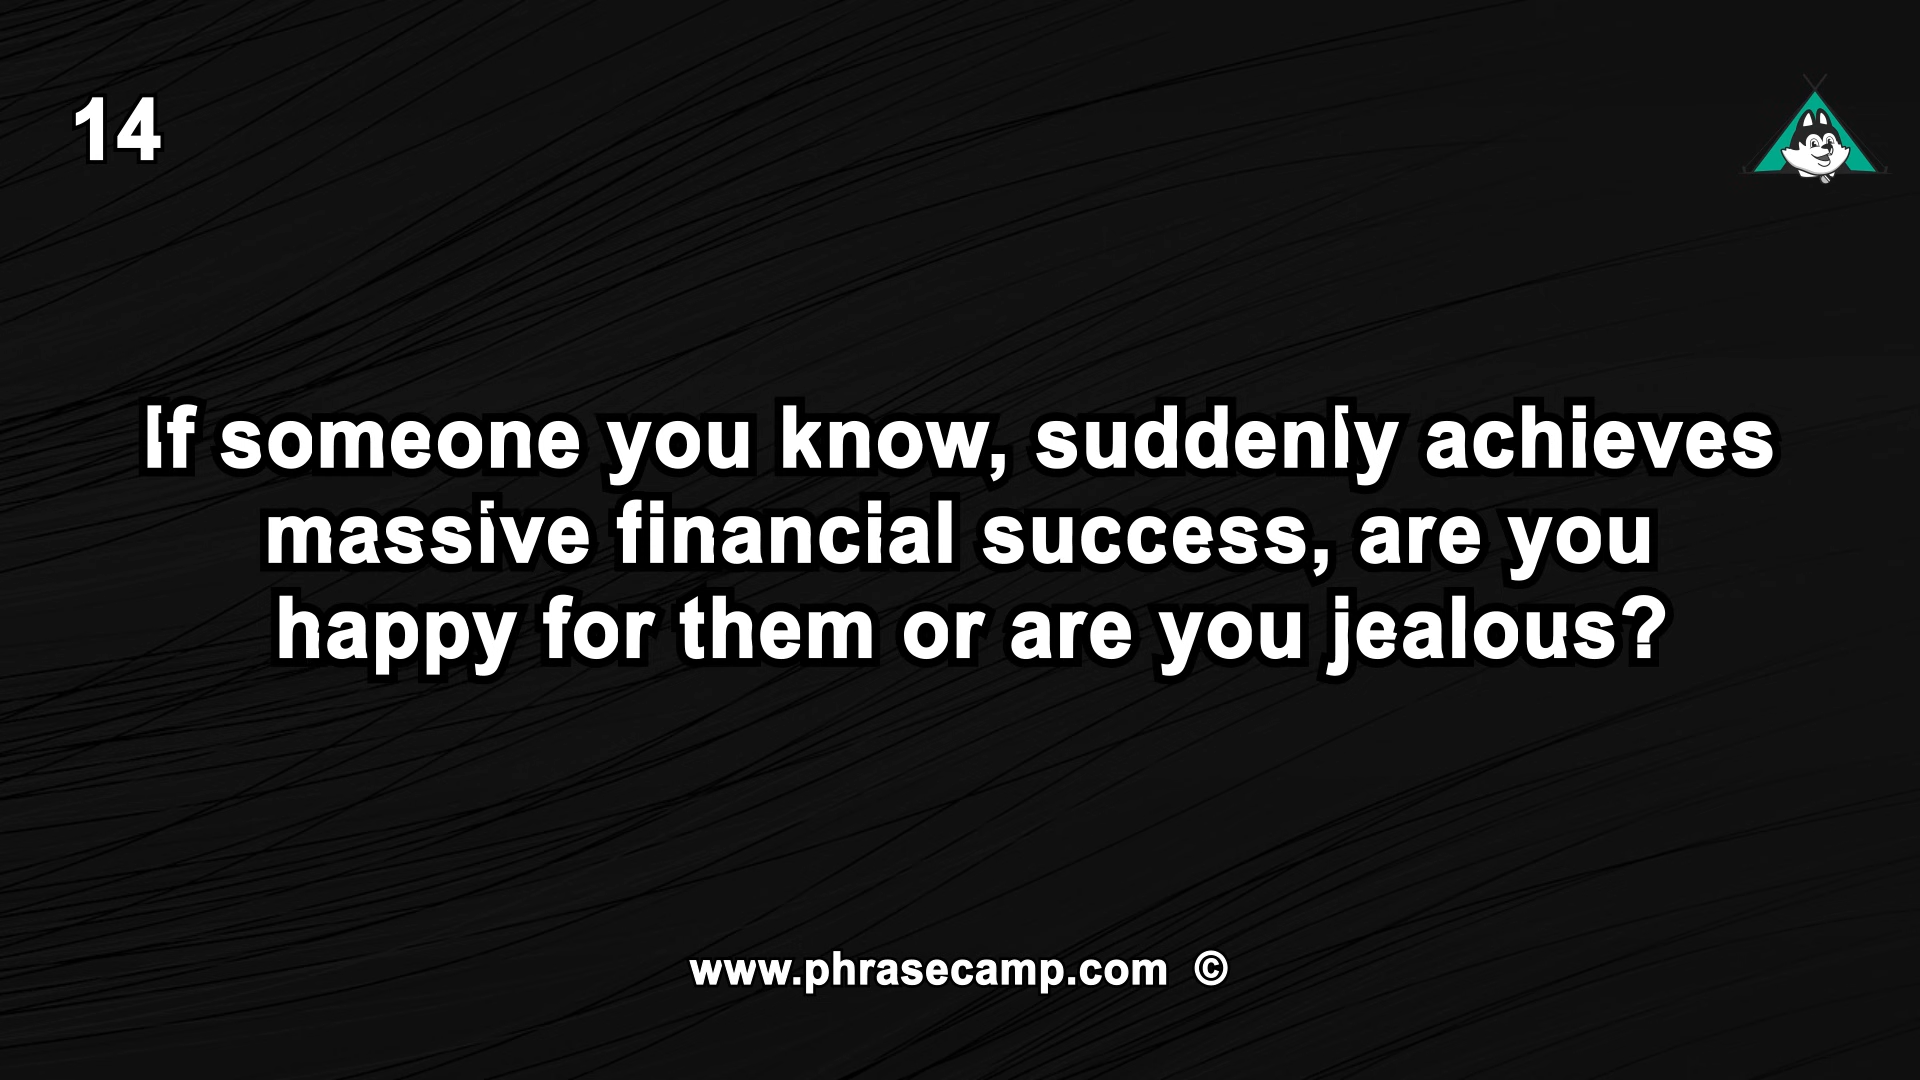 14
If someone you know, suddenly achieves
massive financial success, are you
happy for them or are you jealous?
www.phrasecamp.com ©